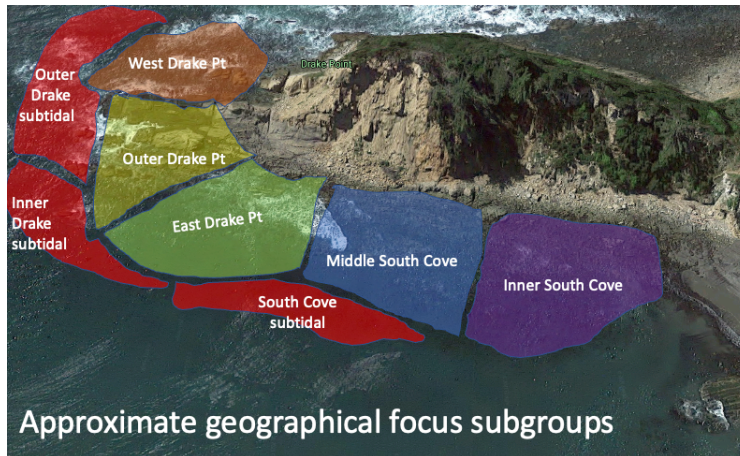 West Drake Pt
Drake Point
Outer
Drake
subtidal
Outer Drake Pt
Inner
Drake
subtidal
East Drake Pt
Middle South Cove
Inner South Cove
South Cove
subtidal
Approximate geographical focus subgroups